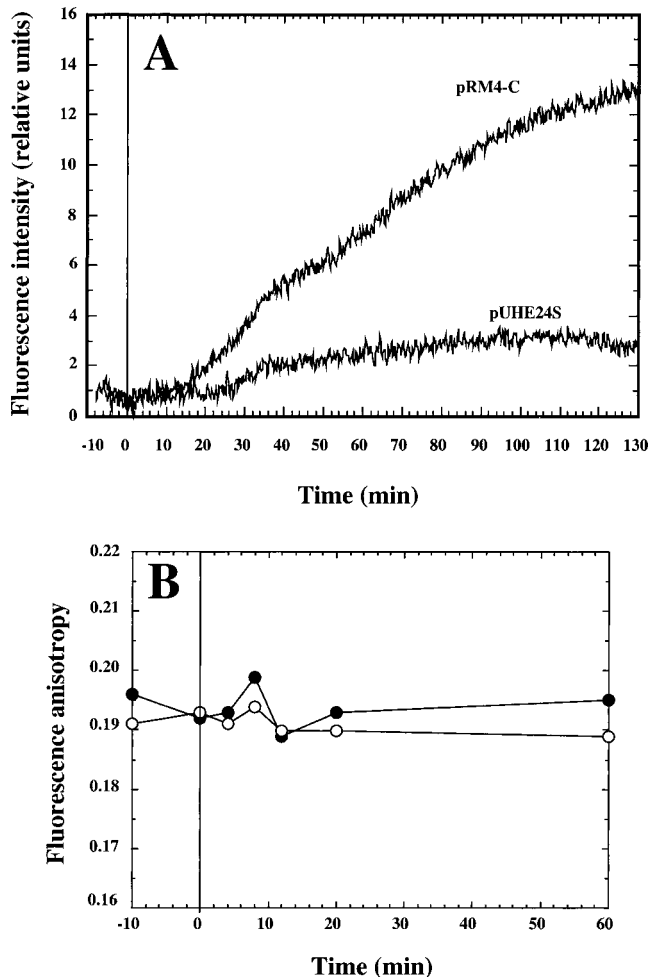 A
Fluorescence intensity (relative units)
16
14
12
10
8
6
4
2
0
pRM4-C
pUHE24S
-10 0 10 20 30 40 50 60 70 80 90 100 110 120 130
Time (min)
B
Fluorescence anisotropy
0.22
0.21
0.20
0.19
0.18
0.17
0.16
-10 0 10 20 30 40 50 60
Time (min)